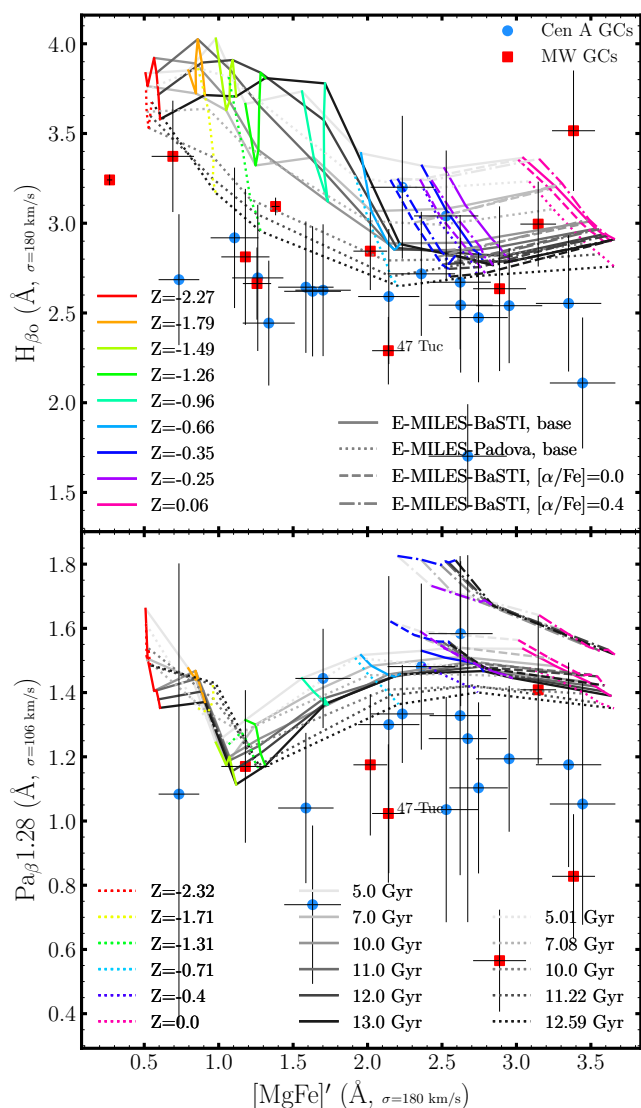 Cen A GCs
MW GCs
4.0
3.5
3.0
2.5
2.0
1.5
H_βo (Å, σ=180 km/s)
47 Tuc
Z=-2.27
Z=-1.79
Z=-1.49
Z=-1.26
Z=-0.96
Z=-0.66
Z=-0.35
Z=-0.25
Z=0.06
E-MILES-BaSTI, base
E-MILES-Padova, base
E-MILES-BaSTI, [α/Fe]=0.0
E-MILES-BaSTI, [α/Fe]=0.4
1.8
1.6
1.4
1.2
1.0
0.8
0.6
0.4
Pa_β1.28 (Å, σ=106 km/s)
47 Tuc
Z=-2.32
Z=-1.71
Z=-1.31
Z=-0.71
Z=-0.4
Z=0.0
5.0 Gyr
7.0 Gyr
10.0 Gyr
11.0 Gyr
12.0 Gyr
13.0 Gyr
5.01 Gyr
7.08 Gyr
10.0 Gyr
11.22 Gyr
12.59 Gyr
0.5 1.0 1.5 2.0 2.5 3.0 3.5
[MgFe]′ (Å, σ=180 km/s)